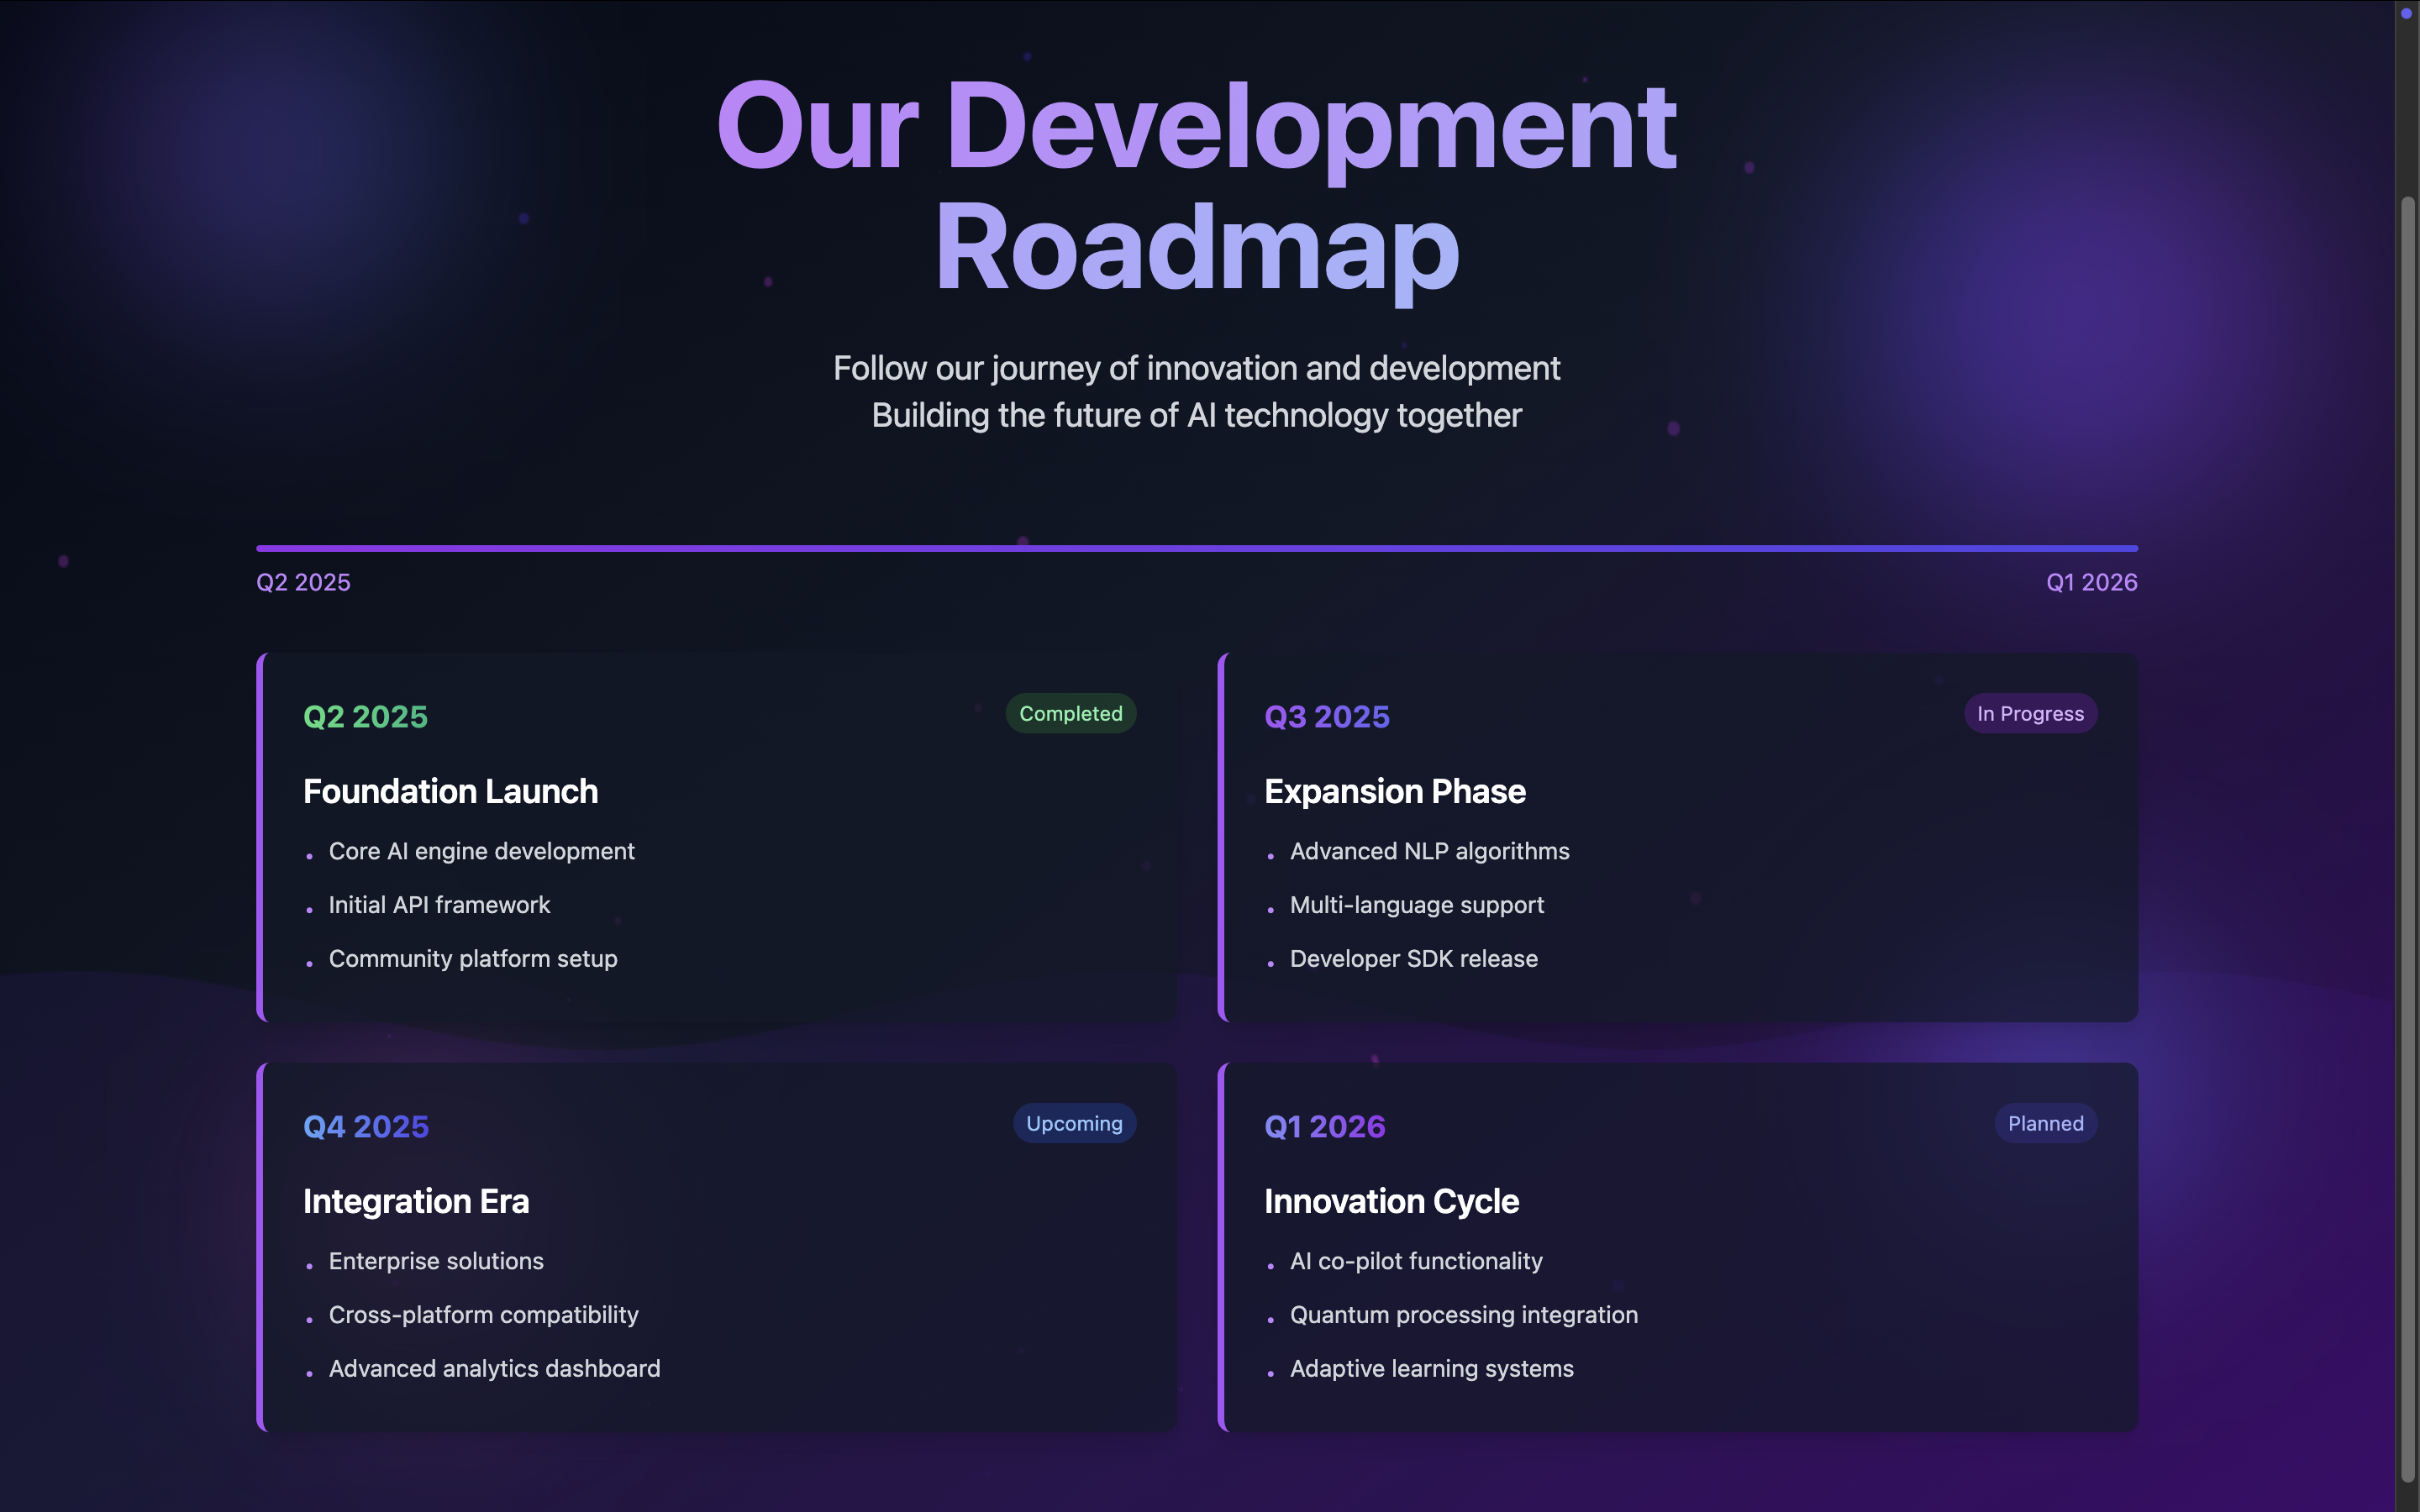 Our Development
Roadmap
Follow our journey of innovation and development
Building the future of AI technology together
Q2 2025
Q1 2026
Q2 2025
Completed
Foundation Launch
• Core AI engine development
• Initial API framework
• Community platform setup
Q3 2025
In Progress
Expansion Phase
• Advanced NLP algorithms
• Multi-language support
• Developer SDK release
Q4 2025
Upcoming
Integration Era
• Enterprise solutions
• Cross-platform compatibility
• Advanced analytics dashboard
Q1 2026
Planned
Innovation Cycle
• AI co-pilot functionality
• Quantum processing integration
• Adaptive learning systems